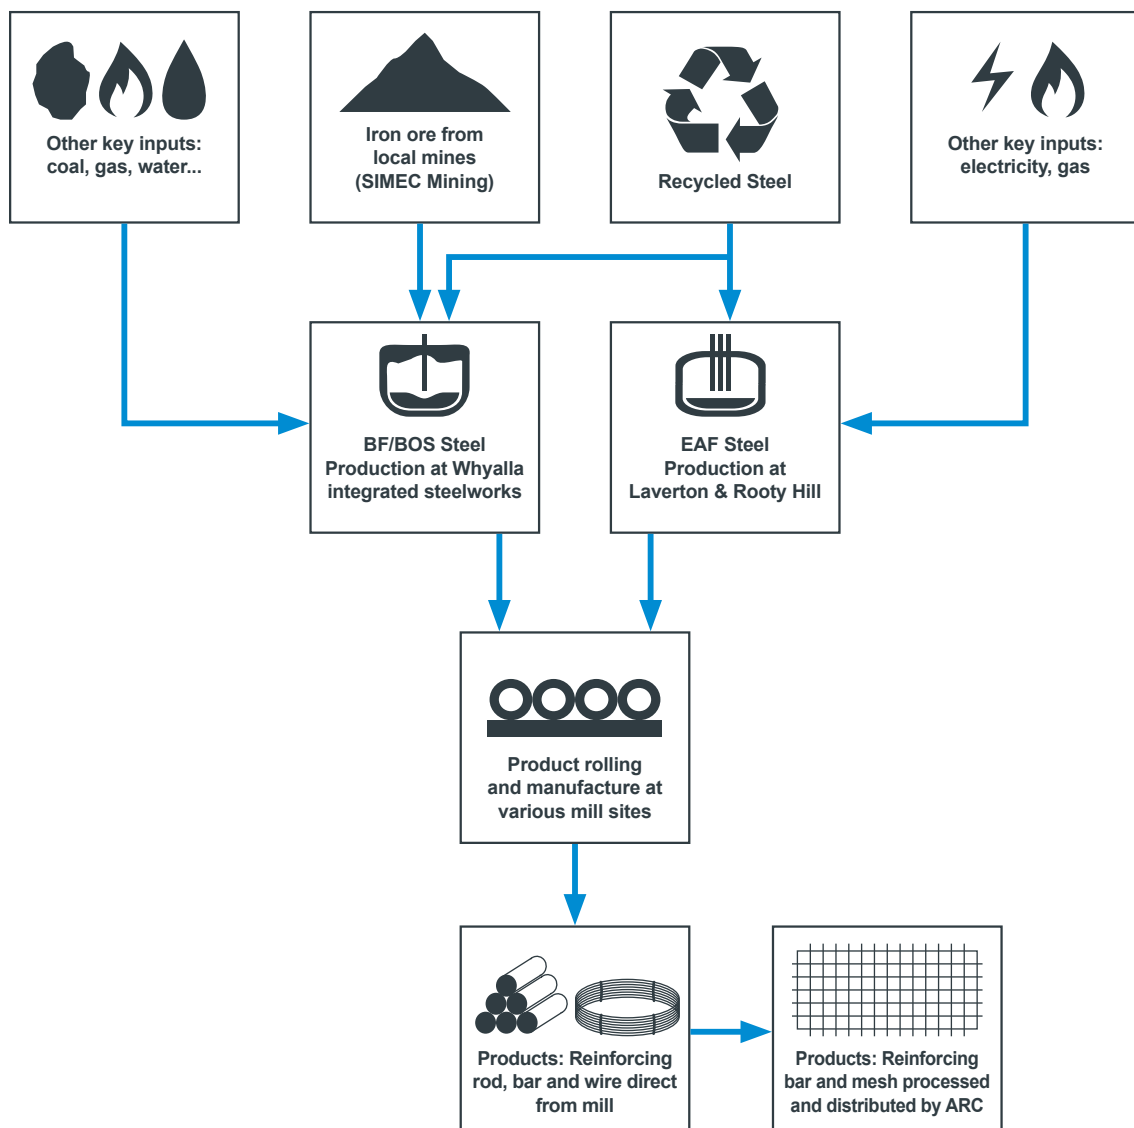 Other key inputs:
coal, gas, water...
Iron ore from
local mines
(SIMEC Mining)
Recycled Steel
Other key inputs:
electricity, gas
BF/BOS Steel
Production at Whyalla
integrated steelworks
EAF Steel
Production at
Laverton & Rooty Hill
Product rolling
and manufacture at
various mill sites
Products: Reinforcing
rod, bar and wire direct
from mill
Products: Reinforcing
bar and mesh processed
and distributed by ARC